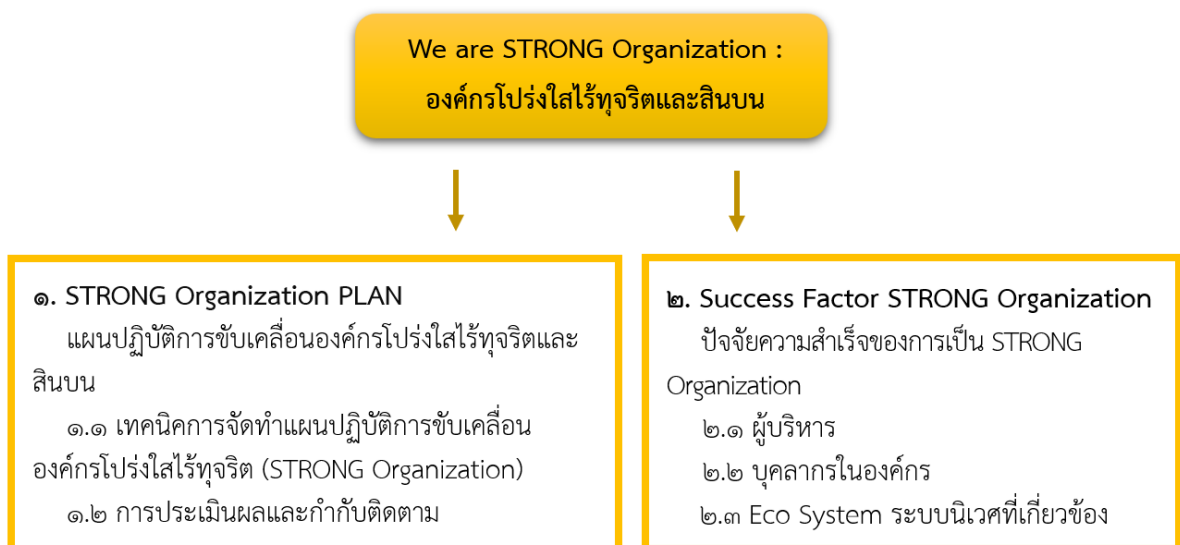 We are STRONG Organization :
องค์กรโปร่งใสไร้ทุจริตและสินบน
๑. STRONG Organization PLAN
แผนปฏิบัติการขับเคลื่อนองค์กรโปร่งใสไร้ทุจริตและ
สินบน
๑.๑ เทคนิคการจัดทำแผนปฏิบัติการขับเคลื่อน
องค์กรโปร่งใสไร้ทุจริต (STRONG Organization)
๑.๒ การประเมินผลและกำกับติดตาม
๒. Success Factor STRONG Organization
ปัจจัยความสำเร็จของการเป็น STRONG
Organization
๒.๑ ผู้บริหาร
๒.๒ บุคลากรในองค์กร
๒.๓ Eco System ระบบนิเวศที่เกี่ยวข้อง